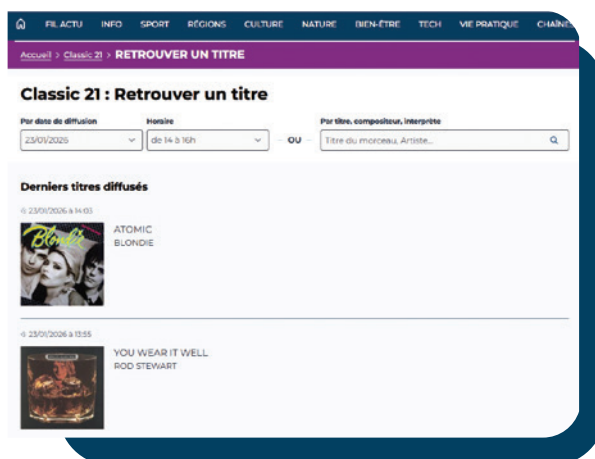 FIL ACTU INFO SPORT RÉGIONS CULTURE NATURE BIEN-ÊTRE TECH VIE PRATIQUE CHAÎNES
Accueil > Classic 21 > RETROUVER UN TITRE
Classic 21 : Retrouver un titre
Par date de diffusion Horaire Par titre, compositeur, interprète
23/01/2026 de 14 à 16h OU Titre du morceau, Artiste...
Derniers titres diffusés
23/01/2026 à 14:03
Blondie
ATOMIC
BLONDIE
23/01/2026 à 13:55
YOU WEAR IT WELL
ROD STEWART